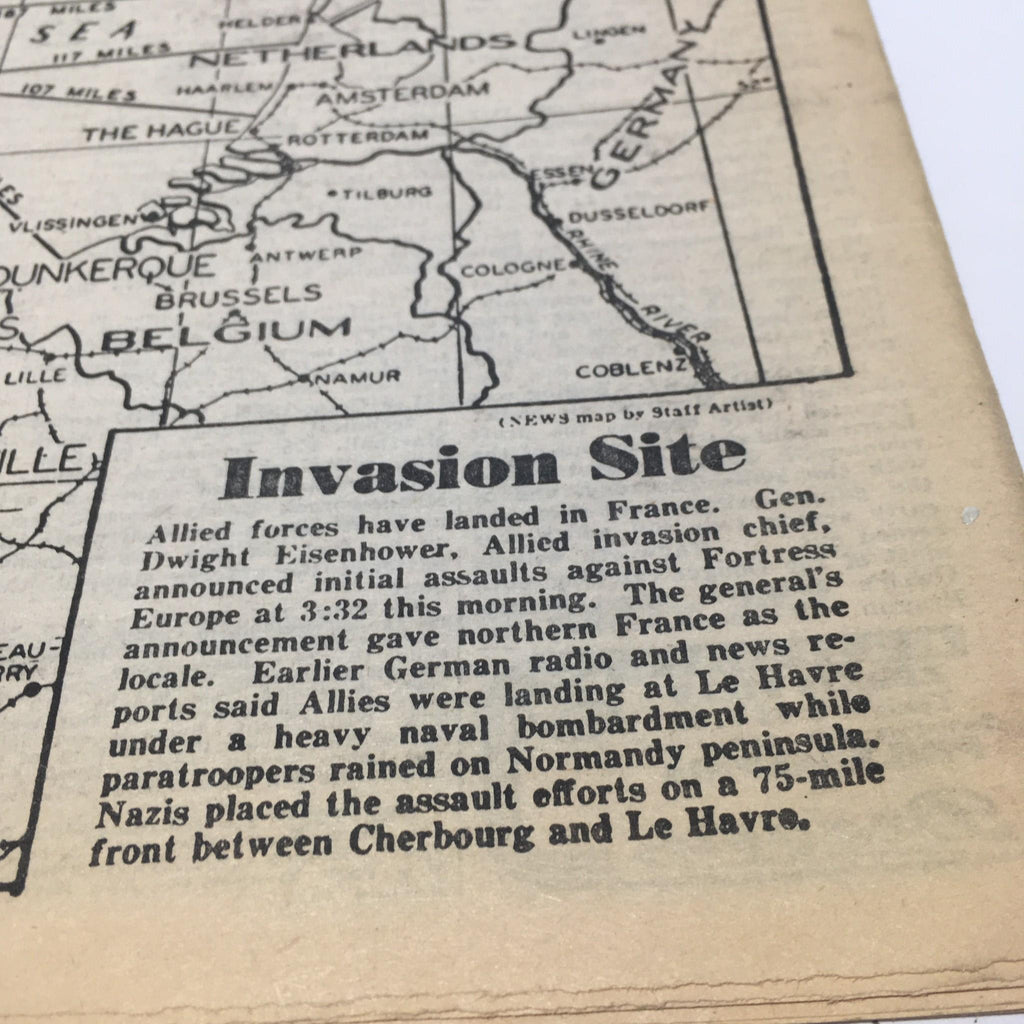 MILES
HELDER
SEA
LINGEN
117 MILES
NETHERLANDS
GERMANY
107 MILES
HAARLEM
AMSTERDAM
THE HAGUE
ROTTERDAM
ESSEN
TILBURG
VLISSINGEN
DUSSELDORF
ANTWERP
RHINE RIVER
DUNKERQUE
COLOGNE
BRUSSELS
BELGIUM
LILLE
NAMUR
COBLENZ
(NEWS map by Staff Artist)
ILLE
Invasion Site
Allied forces have landed in France. Gen.
Dwight Eisenhower, Allied invasion chief,
announced initial assaults against Fortress
Europe at 3:32 this morning. The general's
announcement gave northern France as the
locale. Earlier German radio and news re-
ports said Allies were landing at Le Havre
under a heavy naval bombardment while
paratroopers rained on Normandy peninsula.
Nazis placed the assault efforts on a 75-mile
front between Cherbourg and Le Havre.
EAU-
RRY